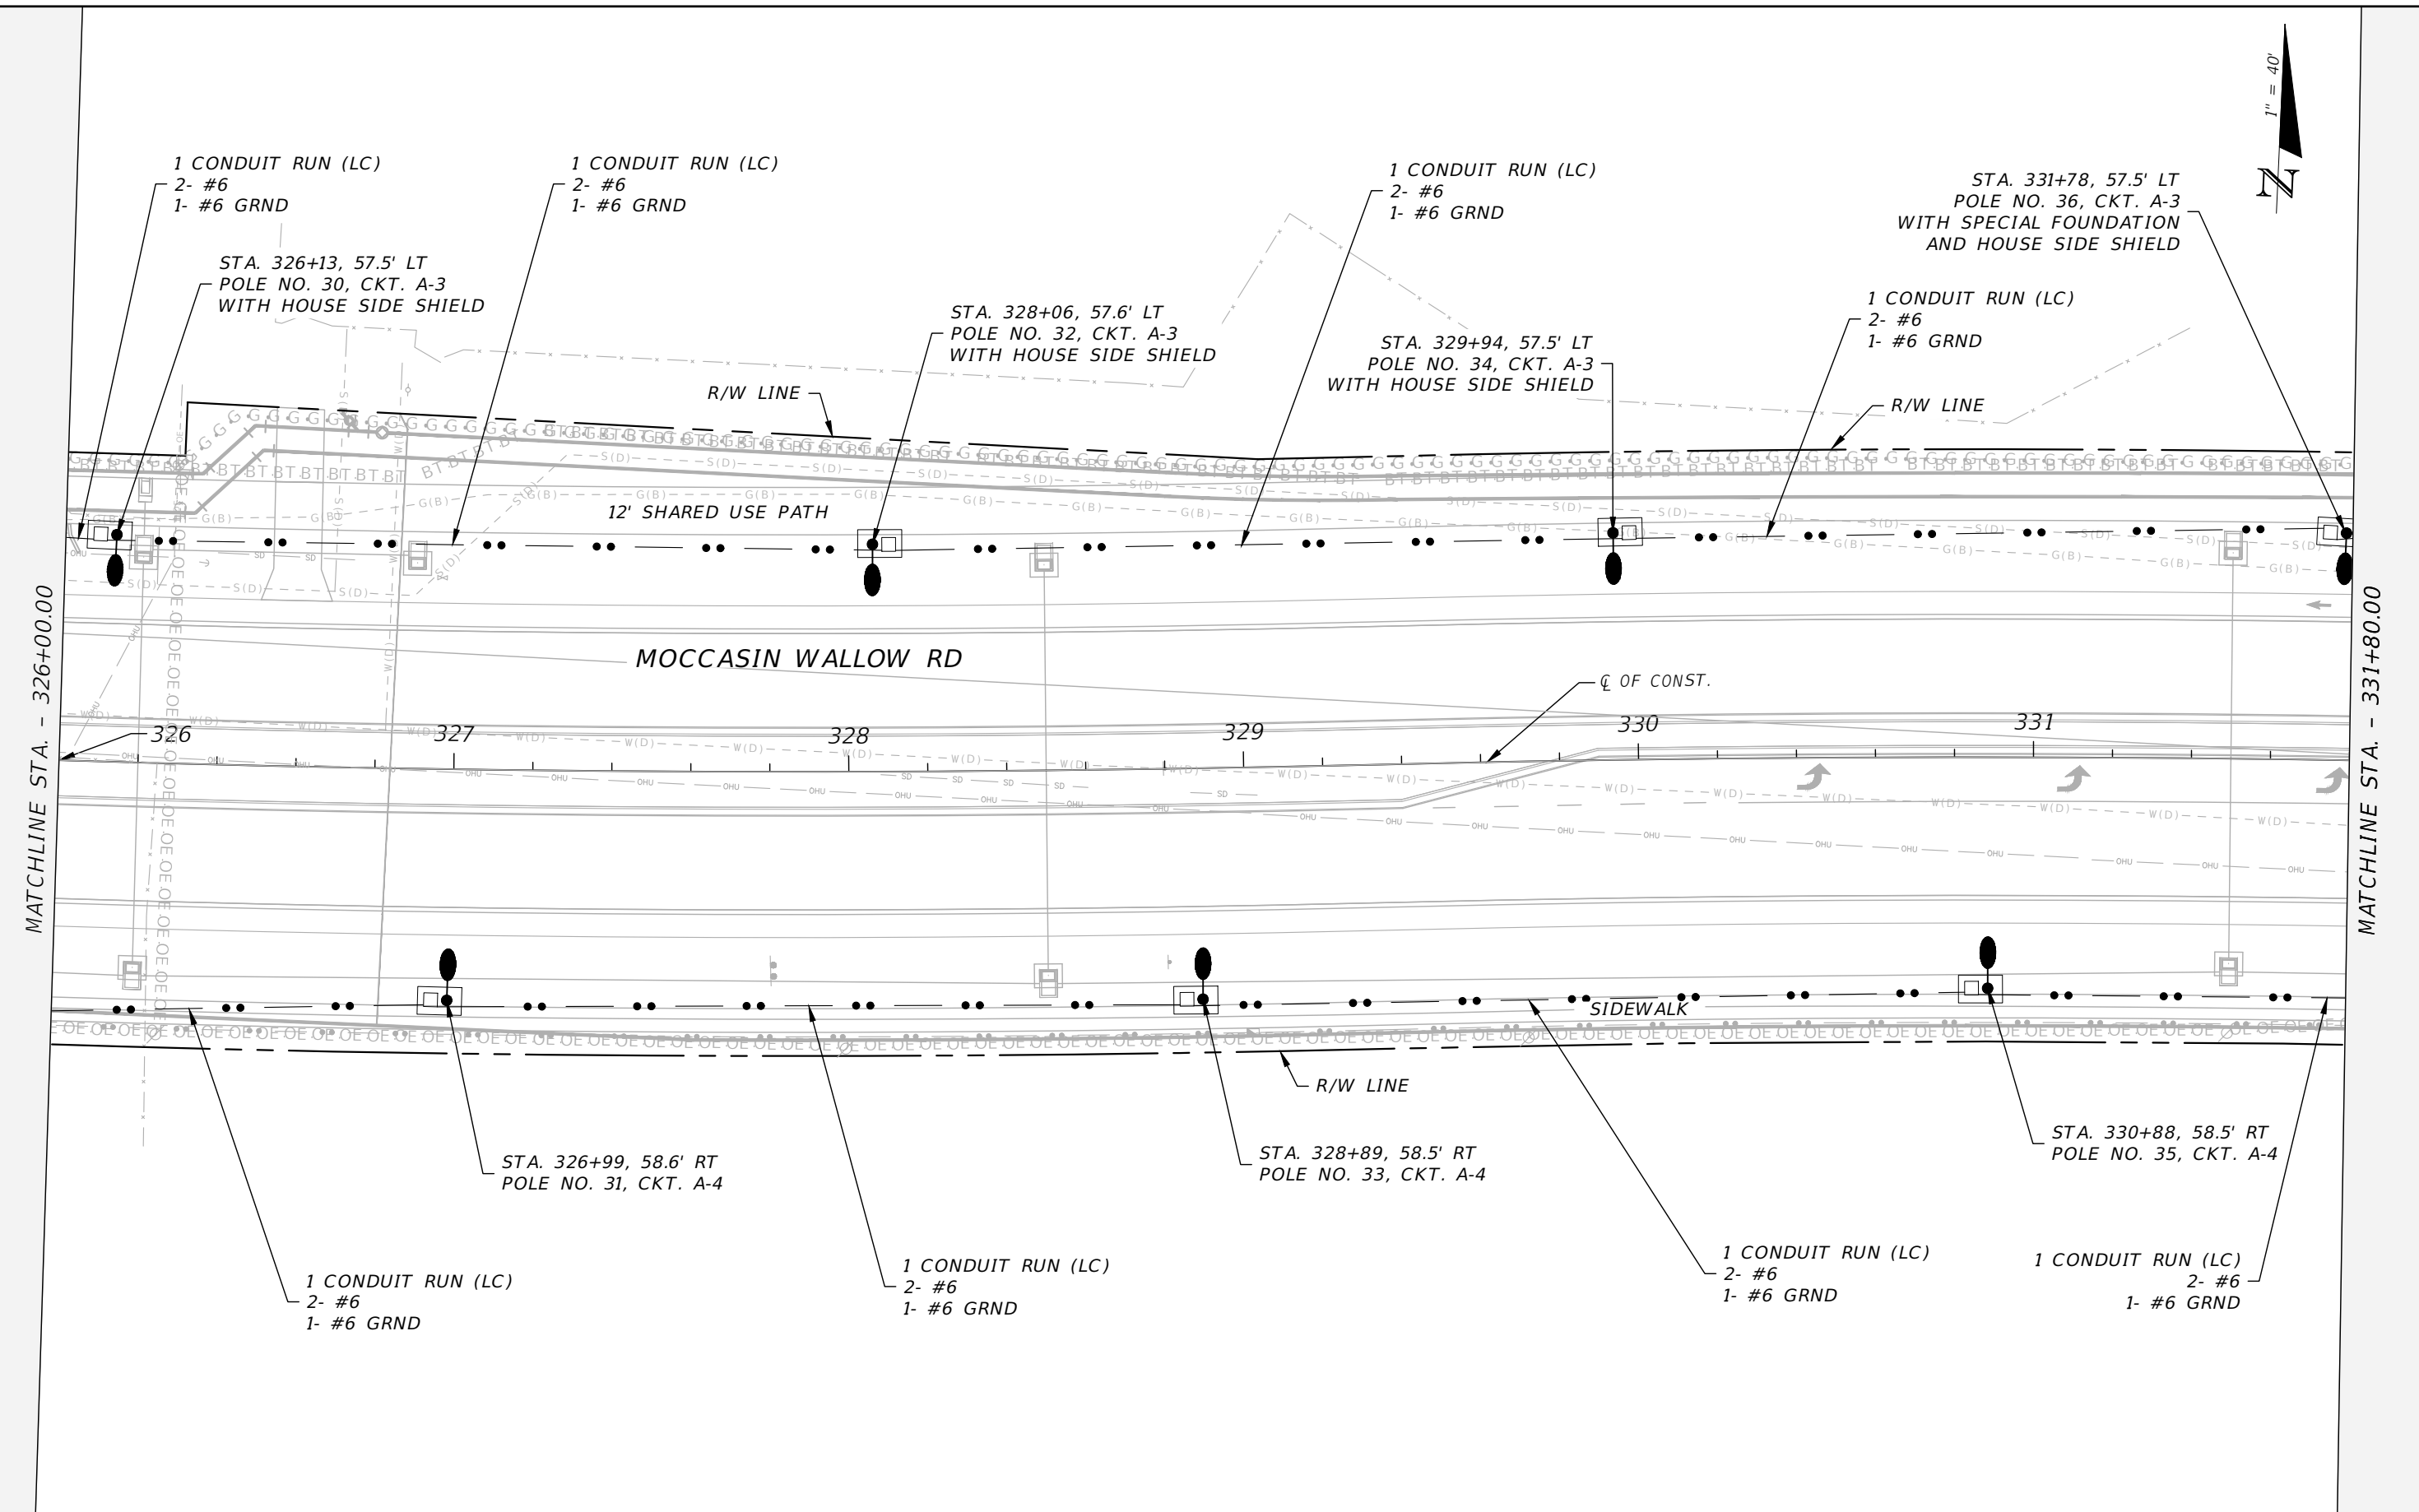 1" = 40'
N
1 CONDUIT RUN (LC)
2- #6
1- #6 GRND
1 CONDUIT RUN (LC)
2- #6
1- #6 GRND
1 CONDUIT RUN (LC)
2- #6
1- #6 GRND
STA. 331+78, 57.5' LT
POLE NO. 36, CKT. A-3
WITH SPECIAL FOUNDATION
AND HOUSE SIDE SHIELD
STA. 326+13, 57.5' LT
POLE NO. 30, CKT. A-3
WITH HOUSE SIDE SHIELD
STA. 328+06, 57.6' LT
POLE NO. 32, CKT. A-3
WITH HOUSE SIDE SHIELD
STA. 329+94, 57.5' LT
POLE NO. 34, CKT. A-3
WITH HOUSE SIDE SHIELD
1 CONDUIT RUN (LC)
2- #6
1- #6 GRND
R/W LINE
R/W LINE
12' SHARED USE PATH
MOCCASIN WALLOW RD
℄ OF CONST.
326 327 328 329 330 331
MATCHLINE STA. - 326+00.00
MATCHLINE STA. - 331+80.00
SIDEWALK
R/W LINE
STA. 326+99, 58.6' RT
POLE NO. 31, CKT. A-4
STA. 328+89, 58.5' RT
POLE NO. 33, CKT. A-4
STA. 330+88, 58.5' RT
POLE NO. 35, CKT. A-4
1 CONDUIT RUN (LC)
2- #6
1- #6 GRND
1 CONDUIT RUN (LC)
2- #6
1- #6 GRND
1 CONDUIT RUN (LC)
2- #6
1- #6 GRND
1 CONDUIT RUN (LC)
2- #6
1- #6 GRND